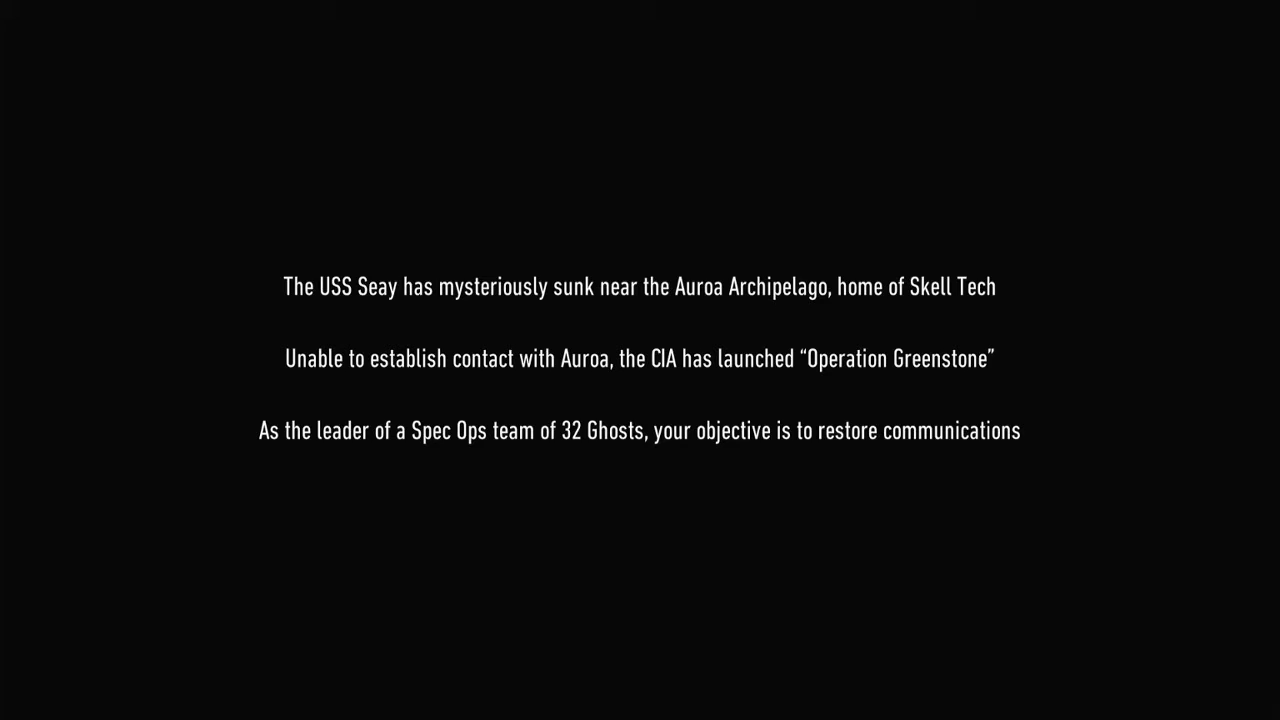 The USS Seay has mysteriously sunk near the Auroa Archipelago, home of Skell Tech
Unable to establish contact with Auroa, the CIA has launched “Operation Greenstone”
As the leader of a Spec Ops team of 32 Ghosts, your objective is to restore communications